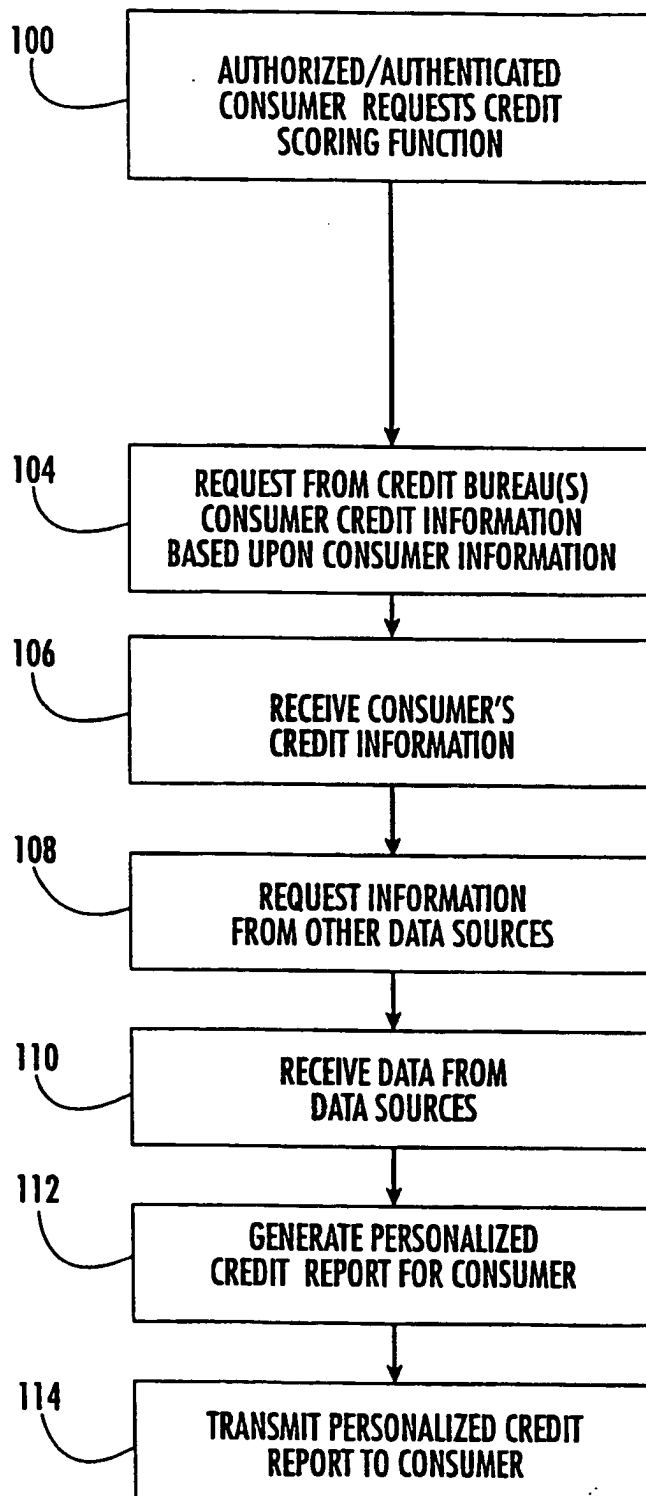 100
AUTHORIZED/AUTHENTICATED
CONSUMER REQUESTS CREDIT
SCORING FUNCTION
104
REQUEST FROM CREDIT BUREAU(S)
CONSUMER CREDIT INFORMATION
BASED UPON CONSUMER INFORMATION
106
RECEIVE CONSUMER'S
CREDIT INFORMATION
108
REQUEST INFORMATION
FROM OTHER DATA SOURCES
110
RECEIVE DATA FROM
DATA SOURCES
112
GENERATE PERSONALIZED
CREDIT REPORT FOR CONSUMER
114
TRANSMIT PERSONALIZED CREDIT
REPORT TO CONSUMER